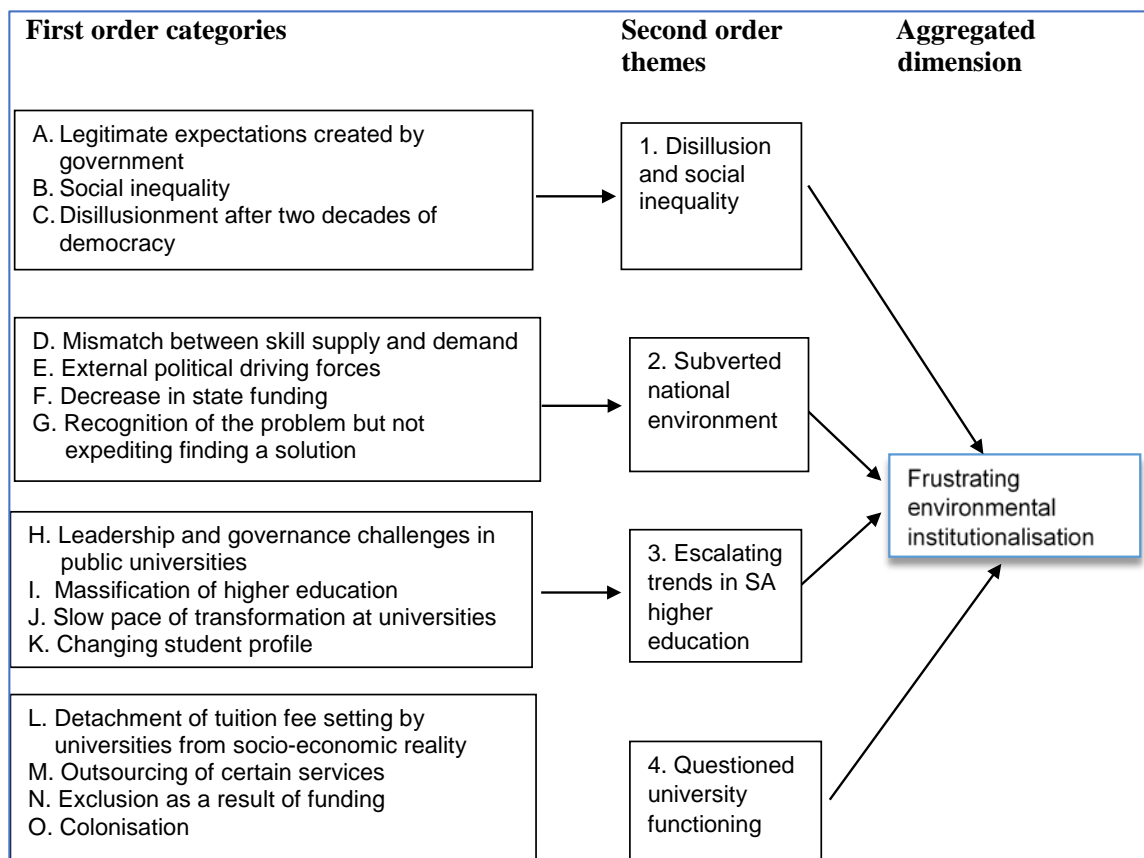 First order categories
Second order
themes
Aggregated
dimension
A. Legitimate expectations created by
government
B. Social inequality
C. Disillusionment after two decades of
democracy
1. Disillusion
and social
inequality
D. Mismatch between skill supply and demand
E. External political driving forces
F. Decrease in state funding
G. Recognition of the problem but not
expediting finding a solution
2. Subverted
national
environment
H. Leadership and governance challenges in
public universities
I. Massification of higher education
J. Slow pace of transformation at universities
K. Changing student profile
3. Escalating
trends in SA
higher
education
L. Detachment of tuition fee setting by
universities from socio-economic reality
M. Outsourcing of certain services
N. Exclusion as a result of funding
O. Colonisation
4. Questioned
university
functioning
Frustrating
environmental
institutionalisation